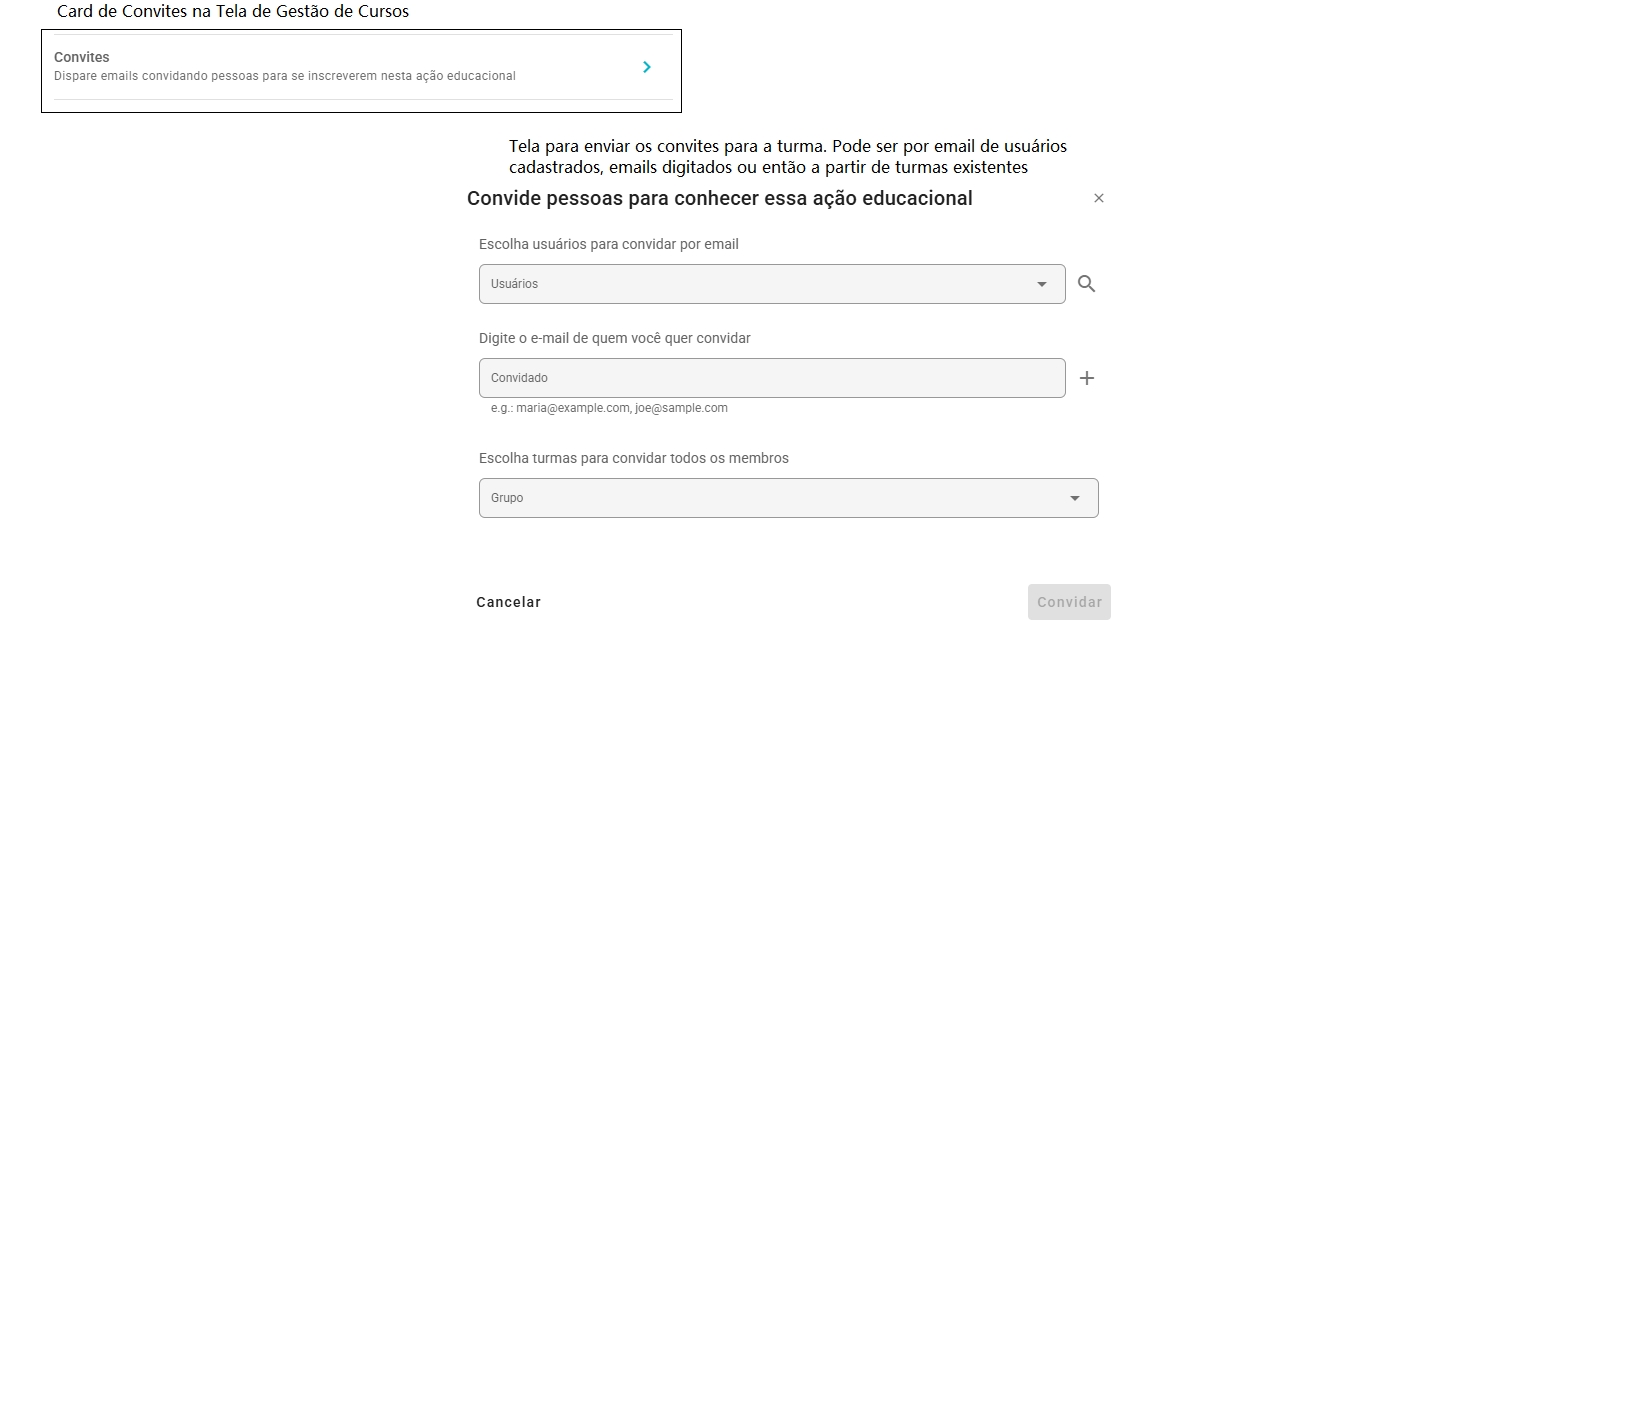 Card de Convites na Tela de Gestão de Cursos
Convites
Dispare emails convidando pessoas para se inscreverem nesta ação educacional
Tela para enviar os convites para a turma. Pode ser por email de usuários
cadastrados, emails digitados ou então a partir de turmas existentes
Convide pessoas para conhecer essa ação educacional
Escolha usuários para convidar por email
Usuários
Digite o e-mail de quem você quer convidar
Convidado
e.g.: maria@example.com, joe@sample.com
Escolha turmas para convidar todos os membros
Grupo
Cancelar
Convidar